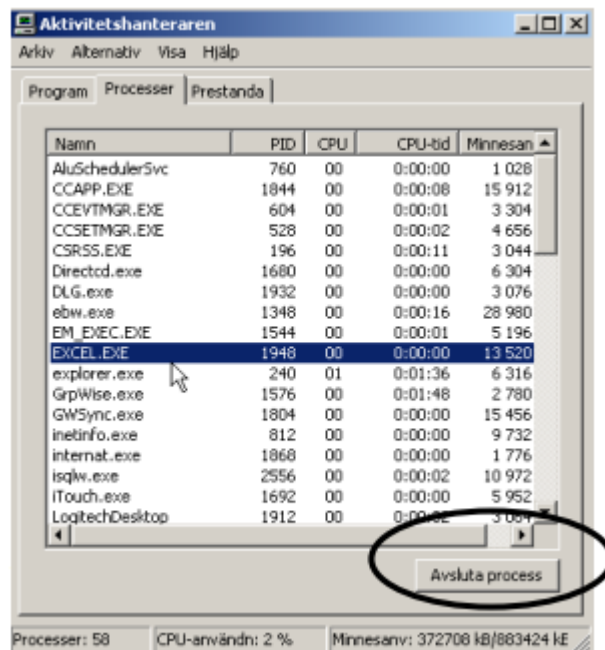 Aktivitetshanteraren
Arkiv Alternativ Visa Hjälp
Program Processer Prestanda
Namn PID CPU CPU-tid Minnesan
AluSchedulerSvc 760 00 0:00:00 1 028
CCAPP.EXE 1844 00 0:00:08 15 912
CCEVTMGR.EXE 604 00 0:00:01 3 304
CCSETMGR.EXE 528 00 0:00:02 4 656
CSRSS.EXE 196 00 0:00:11 3 044
Directcd.exe 1680 00 0:00:00 6 304
DLG.exe 1932 00 0:00:00 3 076
ebw.exe 1348 00 0:00:16 28 980
EM_EXEC.EXE 1544 00 0:00:01 5 196
EXCEL.EXE 1948 00 0:00:00 13 520
explorer.exe 240 01 0:01:36 6 316
GrpWise.exe 1576 00 0:01:48 2 780
GWSync.exe 1804 00 0:00:00 15 456
inetinfo.exe 812 00 0:00:00 9 732
internat.exe 1868 00 0:00:00 1 776
isqlw.exe 2556 00 0:00:02 10 972
iTouch.exe 1692 00 0:00:00 5 952
LogitechDesktop 1912 00 0:00:02 3 064
Avsluta process
Processer: 58 CPU-användn: 2 % Minnesanv: 372708 kB/883424 kB